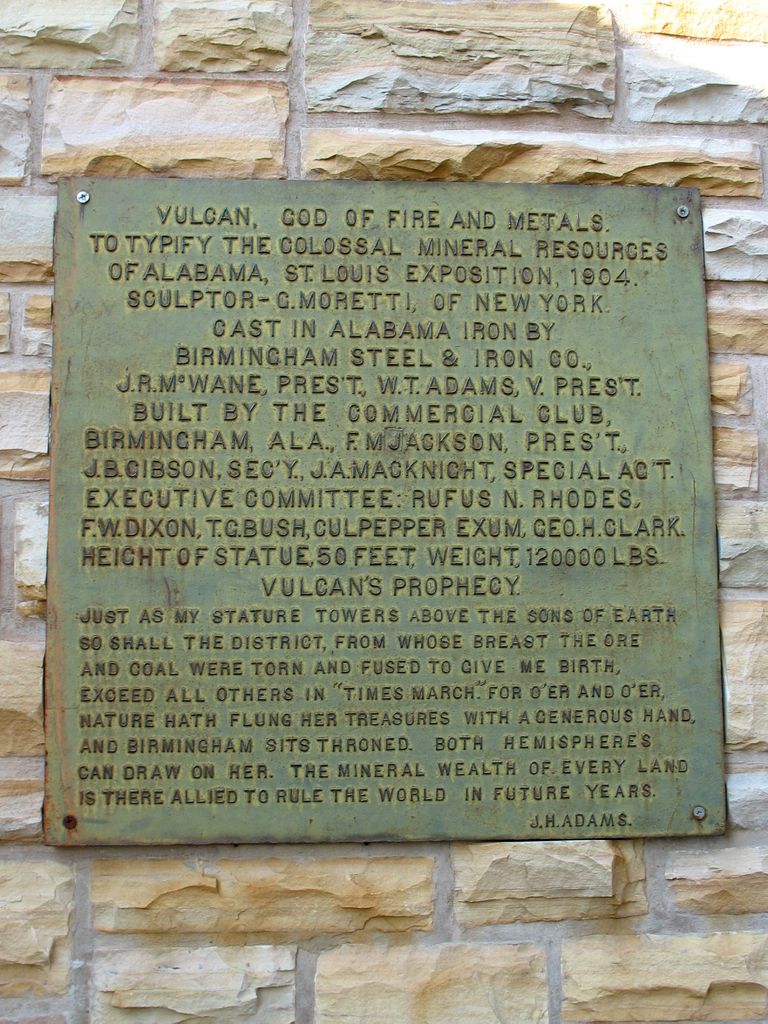 VULCAN, GOD OF FIRE AND METALS.
TO TYPIFY THE COLOSSAL MINERAL RESOURCES
OF ALABAMA, ST. LOUIS EXPOSITION, 1904.
SCULPTOR - G. MORETTI, OF NEW YORK.
CAST IN ALABAMA IRON BY
BIRMINGHAM STEEL & IRON CO.,
J.R. McWANE, PRES'T., W.T. ADAMS, V. PRES'T.
BUILT BY THE COMMERCIAL CLUB,
BIRMINGHAM, ALA., F.M. JACKSON, PRES'T.,
J.B. GIBSON, SEC'Y., J.A. MACKNIGHT, SPECIAL AG'T.
EXECUTIVE COMMITTEE: RUFUS N. RHODES,
F.W. DIXON, T.G. BUSH, CULPEPPER EXUM, GEO. H. CLARK.
HEIGHT OF STATUE, 50 FEET, WEIGHT, 120000 LBS.
VULCAN'S PROPHECY.
JUST AS MY STATURE TOWERS ABOVE THE SONS OF EARTH
SO SHALL THE DISTRICT, FROM WHOSE BREAST THE ORE
AND COAL WERE TORN AND FUSED TO GIVE ME BIRTH,
EXCEED ALL OTHERS IN "TIMES MARCH." FOR O'ER AND O'ER,
NATURE HATH FLUNG HER TREASURES WITH A GENEROUS HAND,
AND BIRMINGHAM SITS THRONED. BOTH HEMISPHERES
CAN DRAW ON HER. THE MINERAL WEALTH OF EVERY LAND
IS THERE ALLIED TO RULE THE WORLD IN FUTURE YEARS.
J.H. ADAMS.